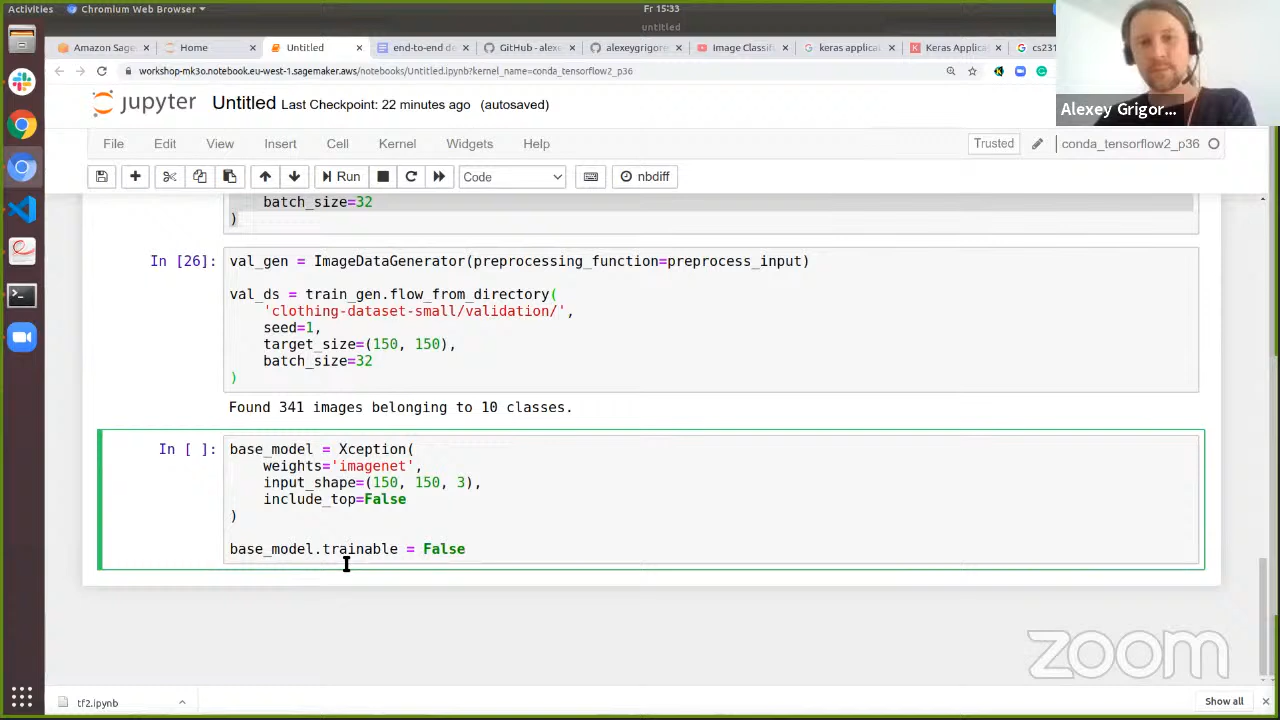 Activities
Chromium Web Browser
Fr 15:33
untitled
Amazon Sage
Home
Untitled
end-to-end de
GitHub - alexe
alexeygrigore
Image Classif
keras applicat
Keras Applic
cs231
workshop-mk3o.notebook.eu-west-1.sagemaker.aws/notebooks/Untitled.ipynb?kernel_name=conda_tensorflow2_p36
Alexey Grigor...
jupyter
Untitled Last Checkpoint: 22 minutes ago (autosaved)
File Edit View Insert Cell Kernel Widgets Help
Trusted
conda_tensorflow2_p36
Run
Code
nbdiff
batch_size=32
)
In [26]:
val_gen = ImageDataGenerator(preprocessing_function=preprocess_input)
val_ds = train_gen.flow_from_directory(
'clothing-dataset-small/validation/',
seed=1,
target_size=(150, 150),
batch_size=32
)
Found 341 images belonging to 10 classes.
In [ ]:
base_model = Xception(
weights='imagenet',
input_shape=(150, 150, 3),
include_top=False
)
base_model.trainable = False
zoom
tf2.ipynb
Show all